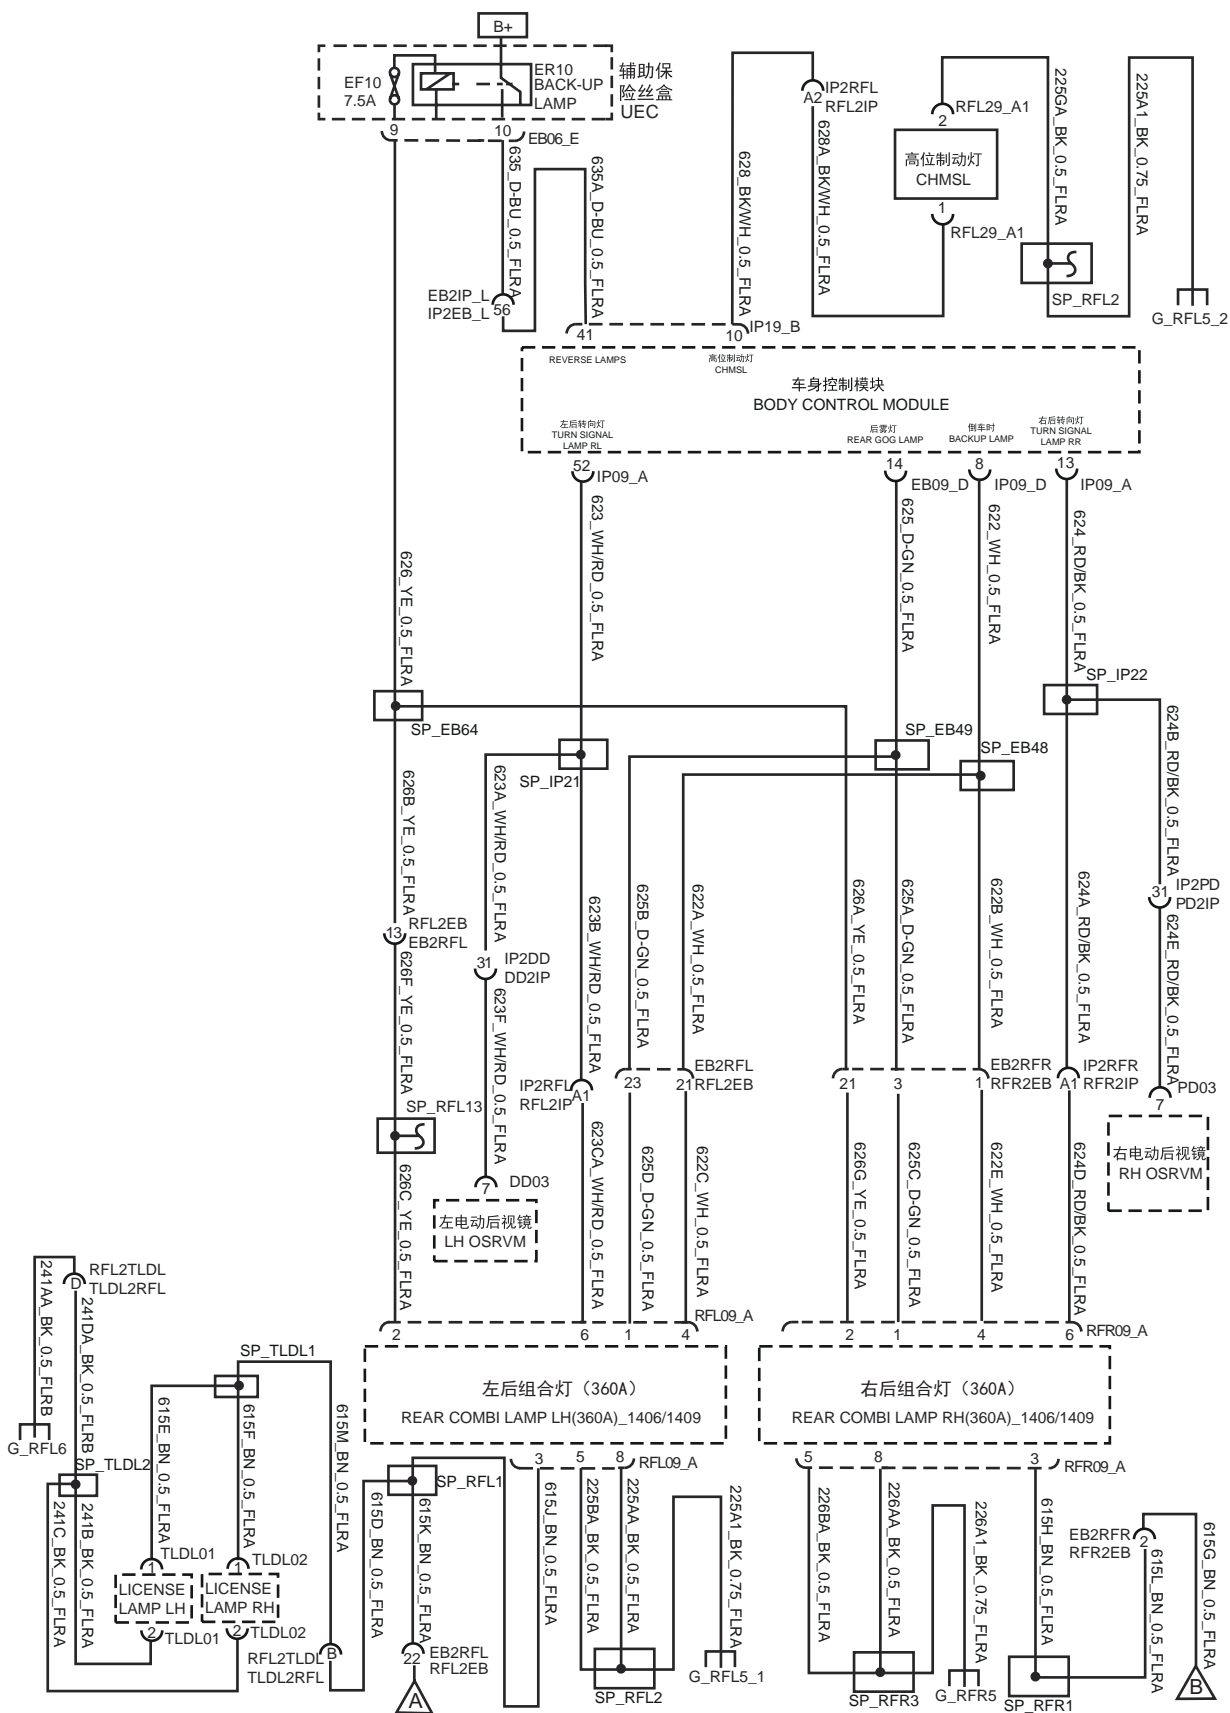 B+
EF10
7.5A
ER10
BACK-UP
LAMP
辅助保
险丝盒
UEC
9
10
EB06_E
635_D-BU_0.5_FLRA
635A_D-BU_0.5_FLRA
EB2IP_L
IP2EB_L
56
628_BK/WH_0.5_FLRA
A2
IP2RFL
RFL2IP
628A_BK/WH_0.5_FLRA
RFL29_A1
2
高位制动灯
CHMSL
1
RFL29_A1
225GA_BK_0.5_FLRA
225A1_BK_0.75_FLRA
SP_RFL2
G_RFL5_2
41
10
IP19_B
REVERSE LAMPS
高位制动灯
CHMSL
车身控制模块
BODY CONTROL MODULE
左后转向灯
TURN SIGNAL
LAMP RL
后雾灯
REAR GOG LAMP
倒车时
BACKUP LAMP
右后转向灯
TURN SIGNAL
LAMP RR
52
IP09_A
14
EB09_D
8
IP09_D
13
IP09_A
626_YE_0.5_FLRA
623_WH/RD_0.5_FLRA
625_D-GN_0.5_FLRA
622_WH_0.5_FLRA
624_RD/BK_0.5_FLRA
SP_EB64
SP_IP21
SP_EB49
SP_EB48
SP_IP22
626B_YE_0.5_FLRA
623A_WH/RD_0.5_FLRA
623B_WH/RD_0.5_FLRA
625B_D-GN_0.5_FLRA
622A_WH_0.5_FLRA
626A_YE_0.5_FLRA
625A_D-GN_0.5_FLRA
622B_WH_0.5_FLRA
624A_RD/BK_0.5_FLRA
624B_RD/BK_0.5_FLRA
13
RFL2EB
EB2RFL
31
IP2DD
DD2IP
31
IP2PD
PD2IP
626F_YE_0.5_FLRA
623F_WH/RD_0.5_FLRA
624E_RD/BK_0.5_FLRA
IP2RFL
RFL2IP
A1
23
21
EB2RFL
RFL2EB
21
3
1
EB2RFR
RFR2EB
A1
IP2RFR
RFR2IP
PD03
7
右电动后视镜
RH OSRVM
SP_RFL13
626C_YE_0.5_FLRA
7
DD03
左电动后视镜
LH OSRVM
623CA_WH/RD_0.5_FLRA
625D_D-GN_0.5_FLRA
622C_WH_0.5_FLRA
626G_YE_0.5_FLRA
625C_D-GN_0.5_FLRA
622E_WH_0.5_FLRA
624D_RD/BK_0.5_FLRA
2
6
1
4
RFL09_A
2
1
4
6
RFR09_A
左后组合灯（360A）
REAR COMBI LAMP LH(360A)_1406/1409
右后组合灯（360A）
REAR COMBI LAMP RH(360A)_1406/1409
3
5
8
RFL09_A
5
8
3
RFR09_A
D
RFL2TLDL
TLDL2RFL
241AA_BK_0.5_FLRB
241DA_BK_0.5_FLRB
G_RFL6
SP_TLDL2
241C_BK_0.5_FLRA
241B_BK_0.5_FLRA
SP_TLDL1
615E_BN_0.5_FLRA
615F_BN_0.5_FLRA
615M_BN_0.5_FLRA
1
TLDL01
1
TLDL02
LICENSE
LAMP LH
LICENSE
LAMP RH
2
TLDL01
2
TLDL02
RFL2TLDL
TLDL2RFL
B
SP_RFL1
615D_BN_0.5_FLRA
615K_BN_0.5_FLRA
22
EB2RFL
RFL2EB
A
615J_BN_0.5_FLRA
225BA_BK_0.5_FLRA
225AA_BK_0.5_FLRA
225A1_BK_0.75_FLRA
SP_RFL2
G_RFL5_1
226BA_BK_0.5_FLRA
226AA_BK_0.5_FLRA
226A1_BK_0.75_FLRA
SP_RFR3
G_RFR5
615H_BN_0.5_FLRA
SP_RFR1
EB2RFR
RFR2EB
2
615L_BN_0.5_FLRA
615G_BN_0.5_FLRA
B